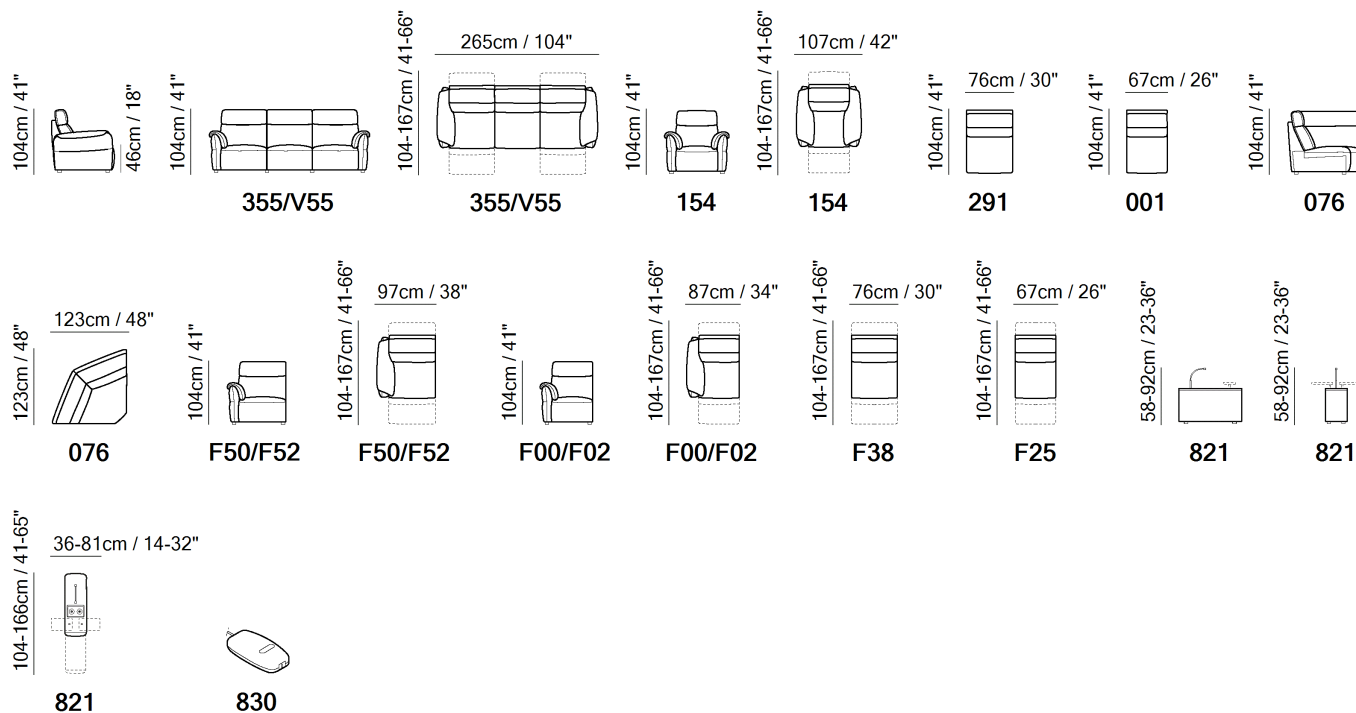 104cm / 41"
46cm / 18"
104cm / 41"
355/V55
104-167cm / 41-66"
265cm / 104"
355/V55
104cm / 41"
154
104-167cm / 41-66"
107cm / 42"
154
104cm / 41"
76cm / 30"
291
104cm / 41"
67cm / 26"
001
104cm / 41"
076
123cm / 48"
123cm / 48"
076
104cm / 41"
F50/F52
104-167cm / 41-66"
97cm / 38"
F50/F52
104cm / 41"
F00/F02
104-167cm / 41-66"
87cm / 34"
F00/F02
104-167cm / 41-66"
76cm / 30"
F38
104-167cm / 41-66"
67cm / 26"
F25
58-92cm / 23-36"
821
58-92cm / 23-36"
821
104-166cm / 41-65"
36-81cm / 14-32"
821
830